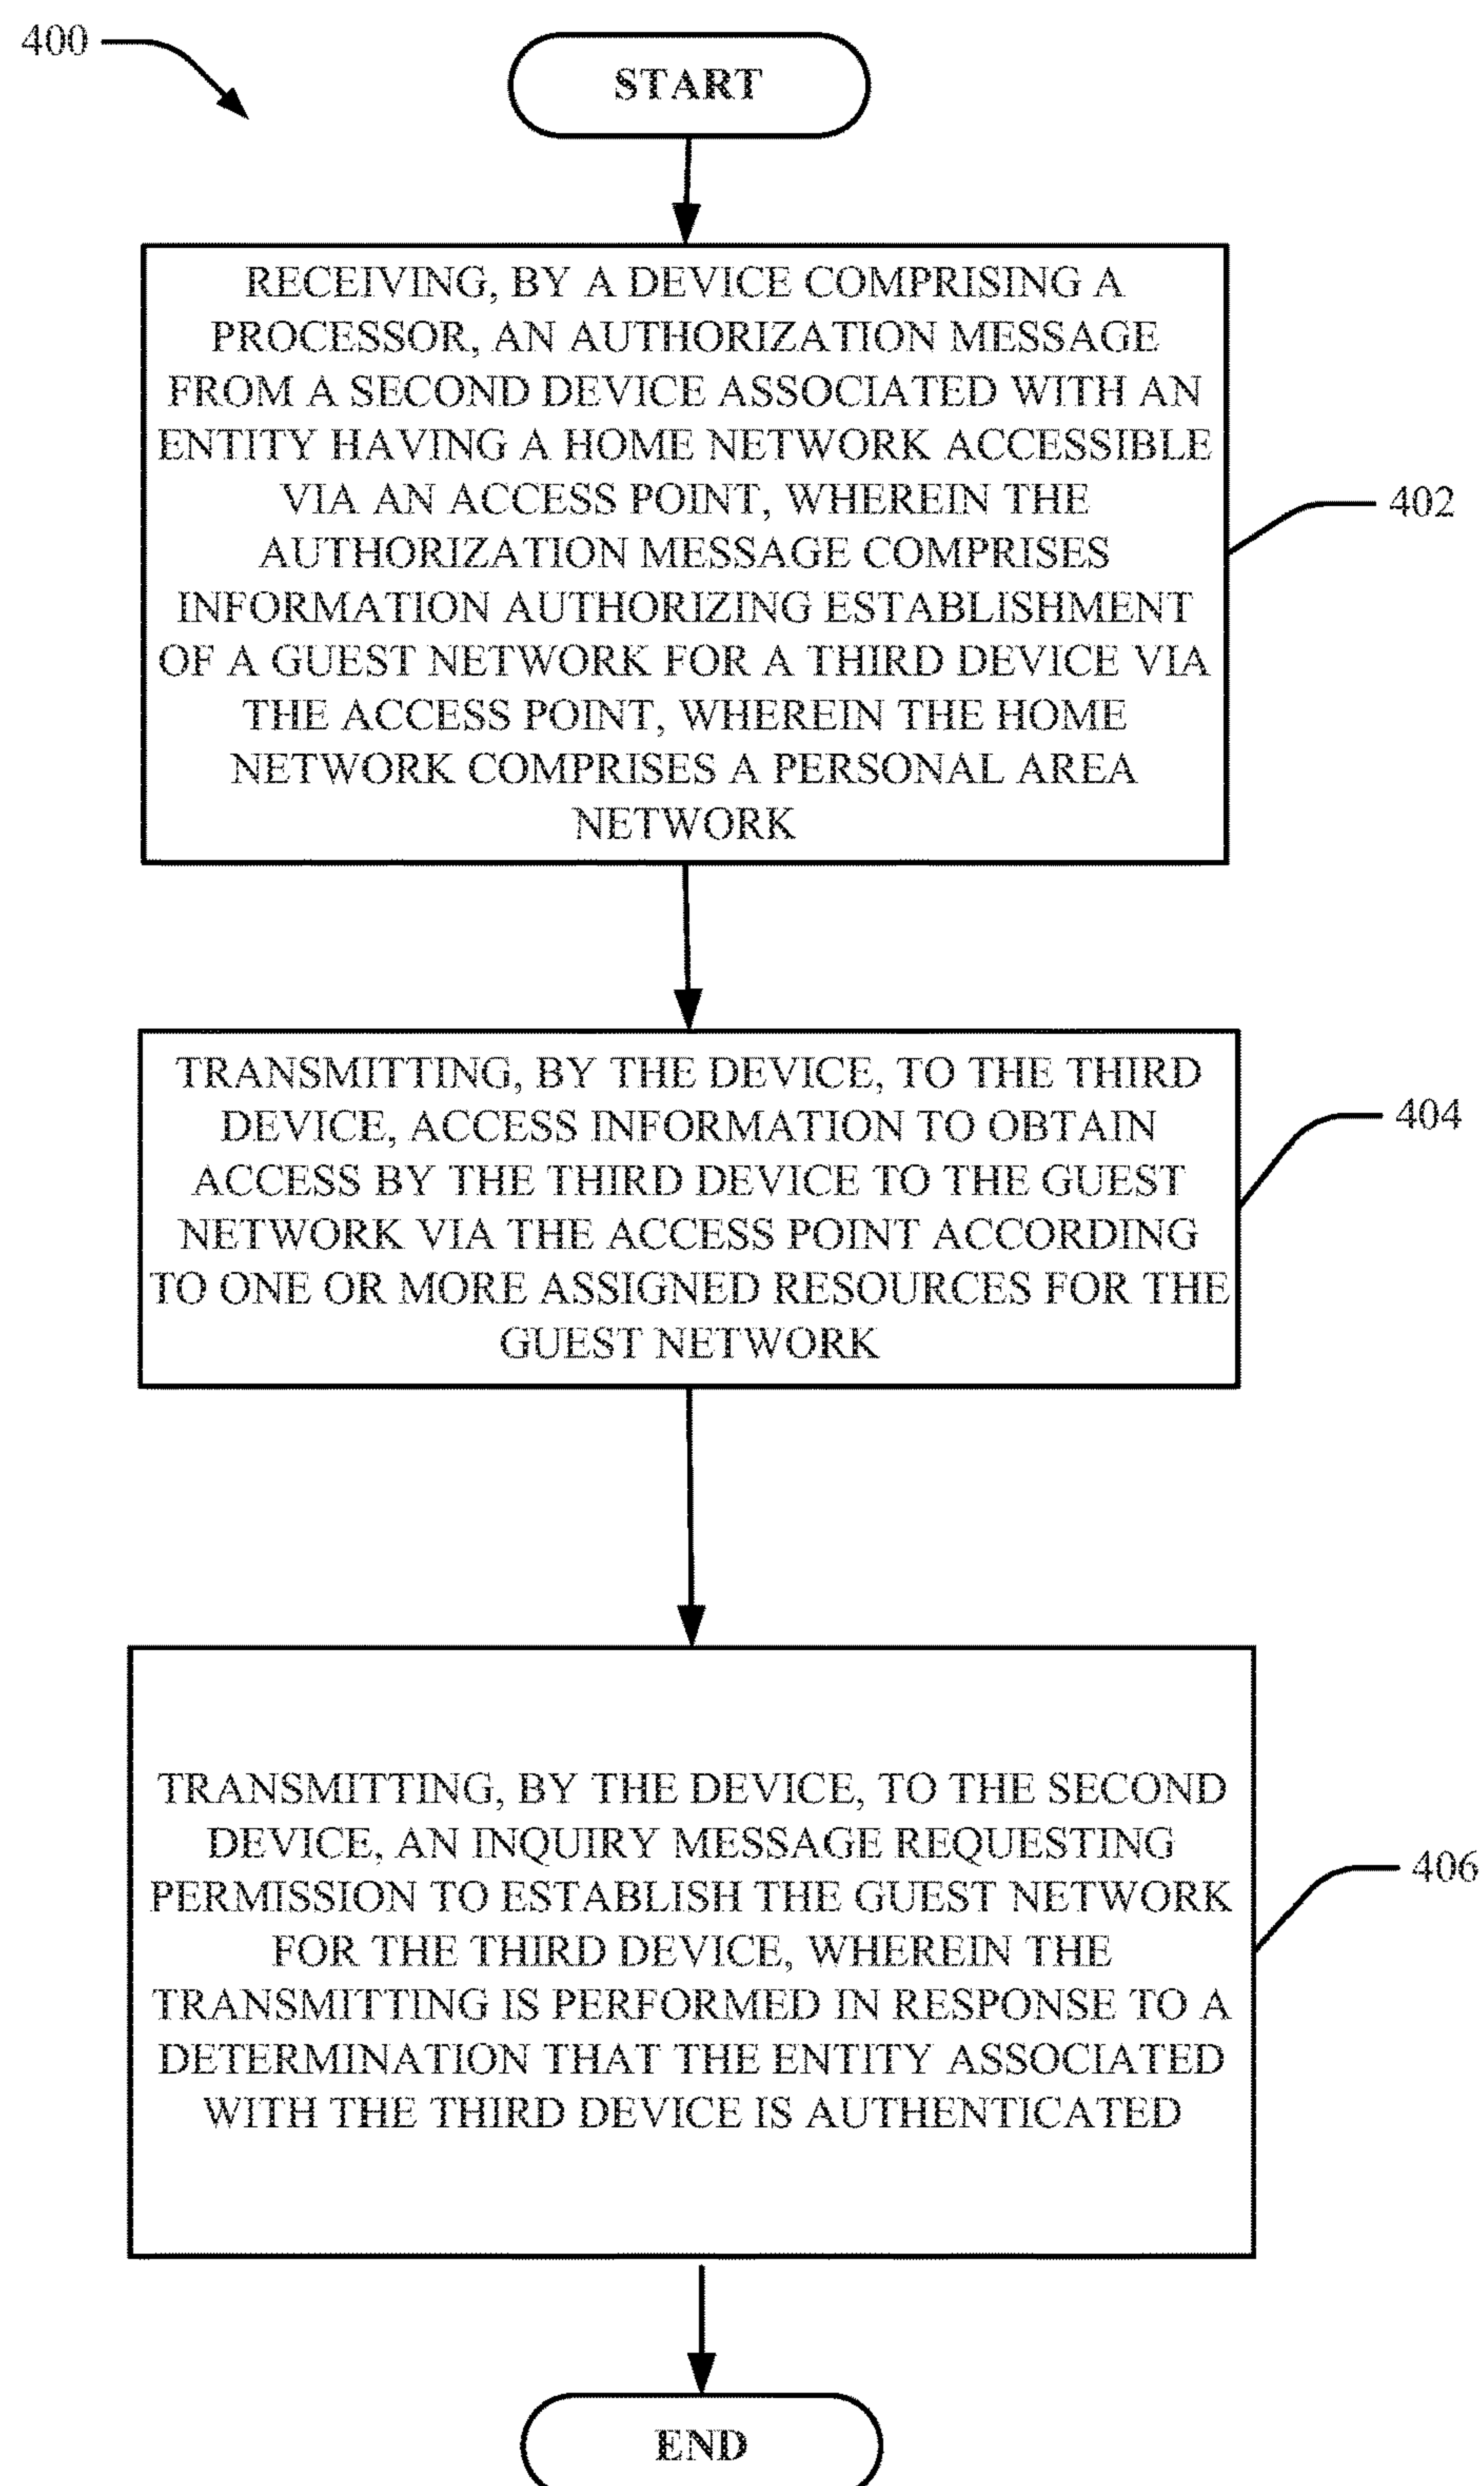 400
START
RECEIVING, BY A DEVICE COMPRISING A
PROCESSOR, AN AUTHORIZATION MESSAGE
FROM A SECOND DEVICE ASSOCIATED WITH AN
ENTITY HAVING A HOME NETWORK ACCESSIBLE
VIA AN ACCESS POINT, WHEREIN THE
AUTHORIZATION MESSAGE COMPRISES
INFORMATION AUTHORIZING ESTABLISHMENT
OF A GUEST NETWORK FOR A THIRD DEVICE VIA
THE ACCESS POINT, WHEREIN THE HOME
NETWORK COMPRISES A PERSONAL AREA
NETWORK
402
TRANSMITTING, BY THE DEVICE, TO THE THIRD
DEVICE, ACCESS INFORMATION TO OBTAIN
ACCESS BY THE THIRD DEVICE TO THE GUEST
NETWORK VIA THE ACCESS POINT ACCORDING
TO ONE OR MORE ASSIGNED RESOURCES FOR THE
GUEST NETWORK
404
TRANSMITTING, BY THE DEVICE, TO THE SECOND
DEVICE, AN INQUIRY MESSAGE REQUESTING
PERMISSION TO ESTABLISH THE GUEST NETWORK
FOR THE THIRD DEVICE, WHEREIN THE
TRANSMITTING IS PERFORMED IN RESPONSE TO A
DETERMINATION THAT THE ENTITY ASSOCIATED
WITH THE THIRD DEVICE IS AUTHENTICATED
406
END